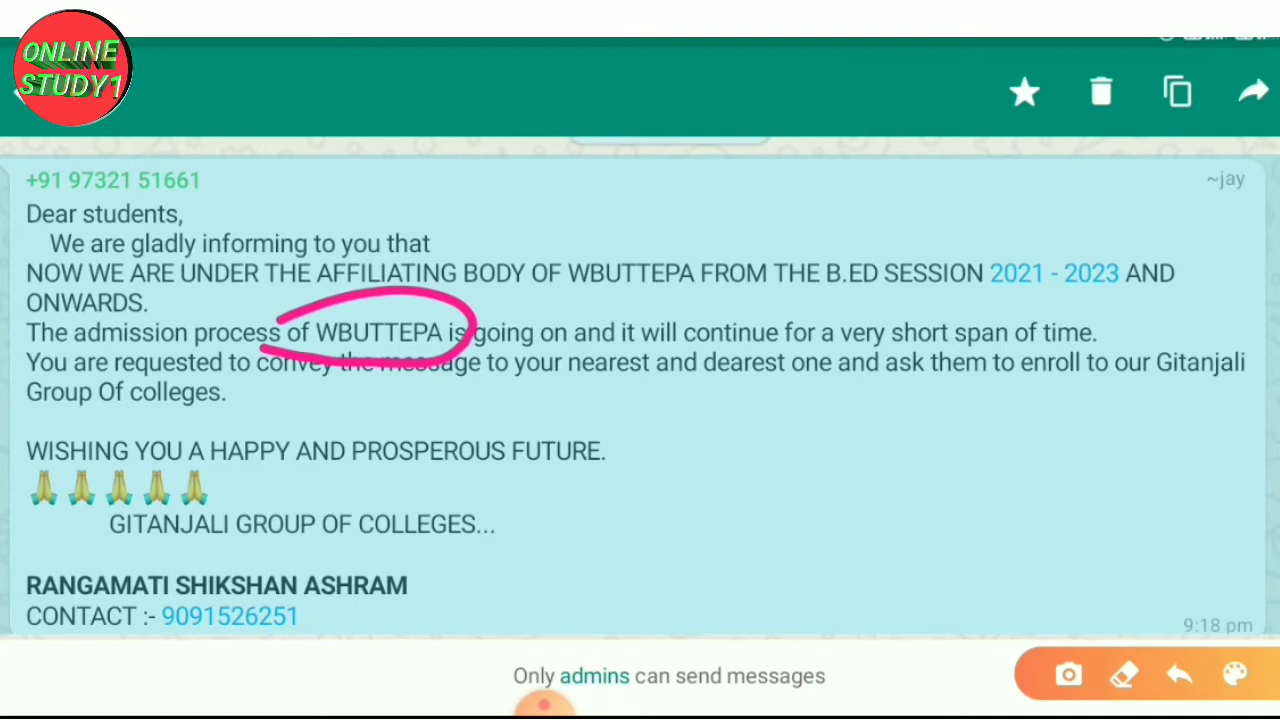 ONLINE
STUDY1
+91 97321 51661
~jay
Dear students,
We are gladly informing to you that
NOW WE ARE UNDER THE AFFILIATING BODY OF WBUTTEPA FROM THE B.ED SESSION 2021 - 2023 AND
ONWARDS.
The admission process of WBUTTEPA is going on and it will continue for a very short span of time.
You are requested to convey the message to your nearest and dearest one and ask them to enroll to our Gitanjali
Group Of colleges.
WISHING YOU A HAPPY AND PROSPEROUS FUTURE.
🙏🙏🙏🙏🙏
GITANJALI GROUP OF COLLEGES...
RANGAMATI SHIKSHAN ASHRAM
CONTACT :- 9091526251
9:18 pm
Only admins can send messages